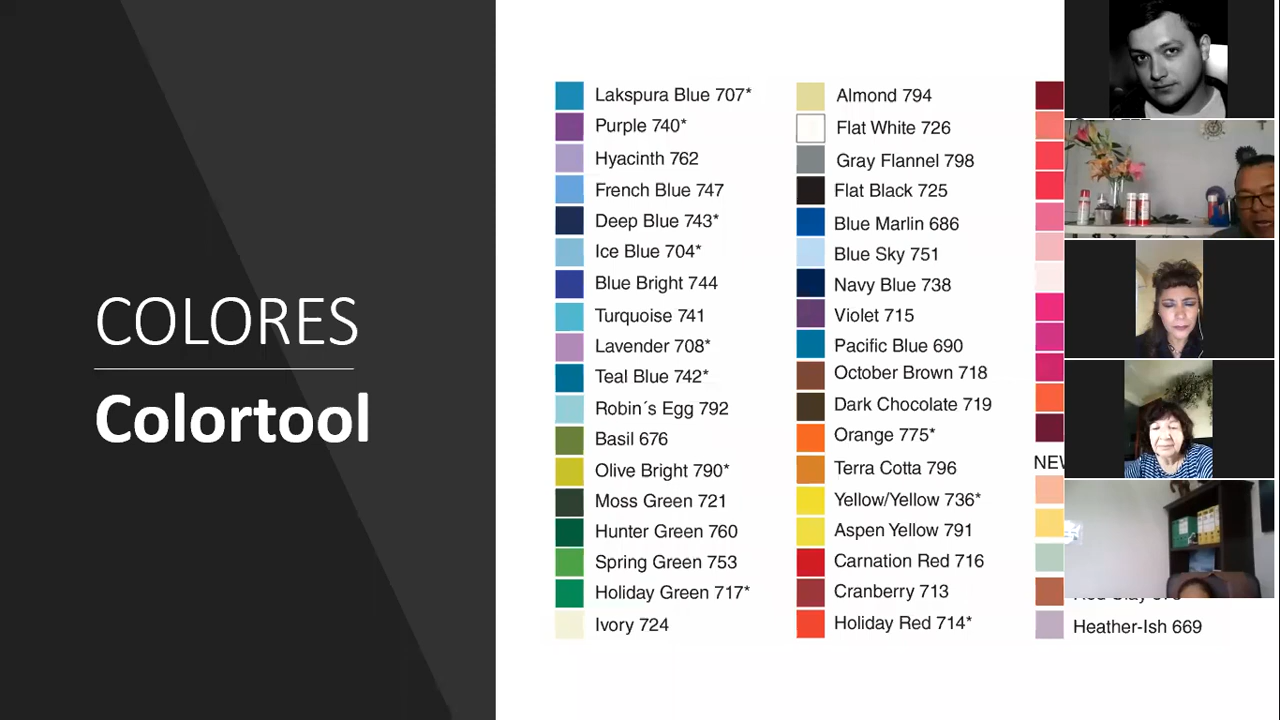 COLORES
Colortool
Lakspura Blue 707*
Purple 740*
Hyacinth 762
French Blue 747
Deep Blue 743*
Ice Blue 704*
Blue Bright 744
Turquoise 741
Lavender 708*
Teal Blue 742*
Robin´s Egg 792
Basil 676
Olive Bright 790*
Moss Green 721
Hunter Green 760
Spring Green 753
Holiday Green 717*
Ivory 724
Almond 794
Flat White 726
Gray Flannel 798
Flat Black 725
Blue Marlin 686
Blue Sky 751
Navy Blue 738
Violet 715
Pacific Blue 690
October Brown 718
Dark Chocolate 719
Orange 775*
Terra Cotta 796
Yellow/Yellow 736*
Aspen Yellow 791
Carnation Red 716
Cranberry 713
Holiday Red 714*
Heather-Ish 669